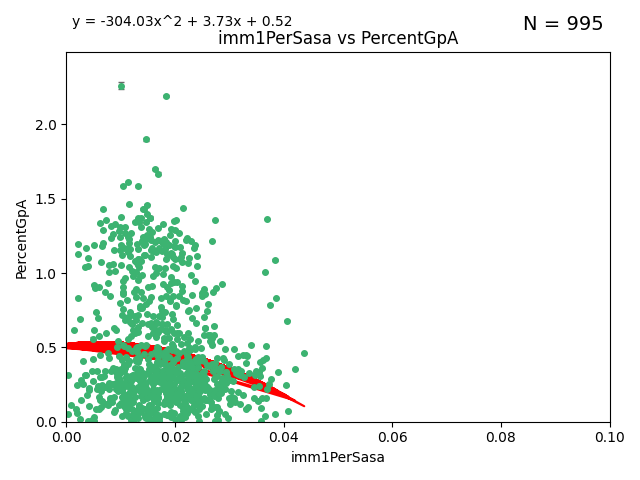 y = -304.03x^2 + 3.73x + 0.52
N = 995
imm1PerSasa vs PercentGpA
PercentGpA
2.0
1.5
1.0
0.5
0.0
0.00 0.02 0.04 0.06 0.08 0.10
imm1PerSasa